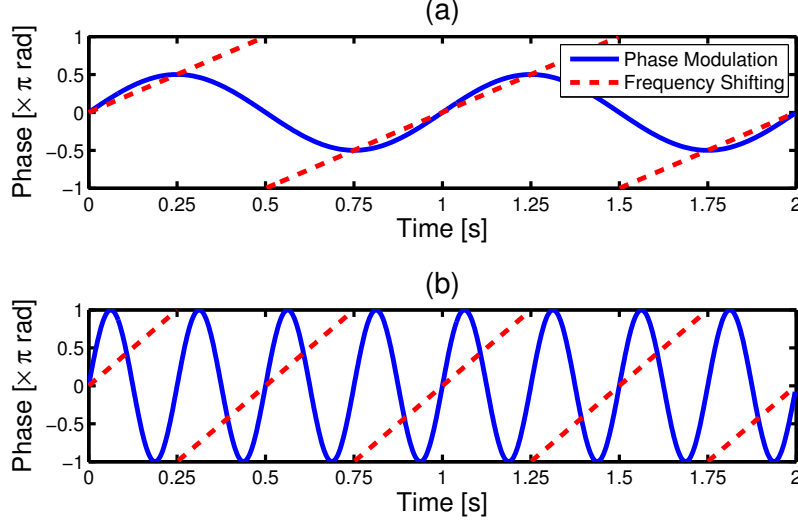 (a)
Phase [× π rad]
1
0.5
0
−0.5
−1
Phase Modulation
Frequency Shifting
0 0.25 0.5 0.75 1 1.25 1.5 1.75 2
Time [s]
(b)
Phase [× π rad]
1
0.5
0
−0.5
−1
0 0.25 0.5 0.75 1 1.25 1.5 1.75 2
Time [s]